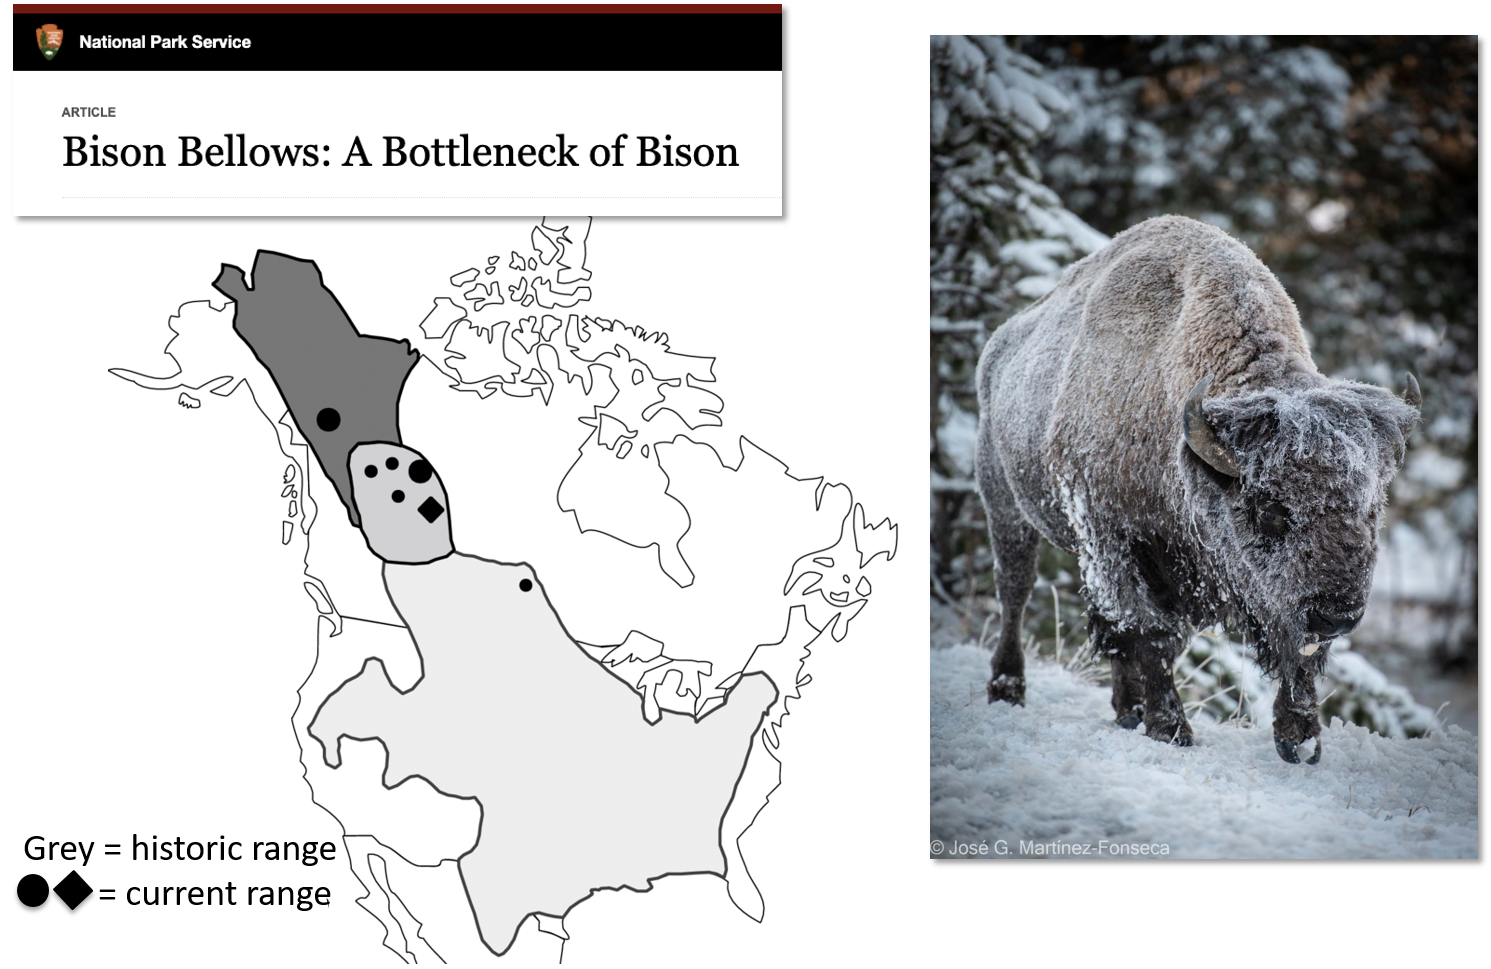 National Park Service
ARTICLE
Bison Bellows: A Bottleneck of Bison
Grey = historic range
= current range
© José G. Martínez-Fonseca